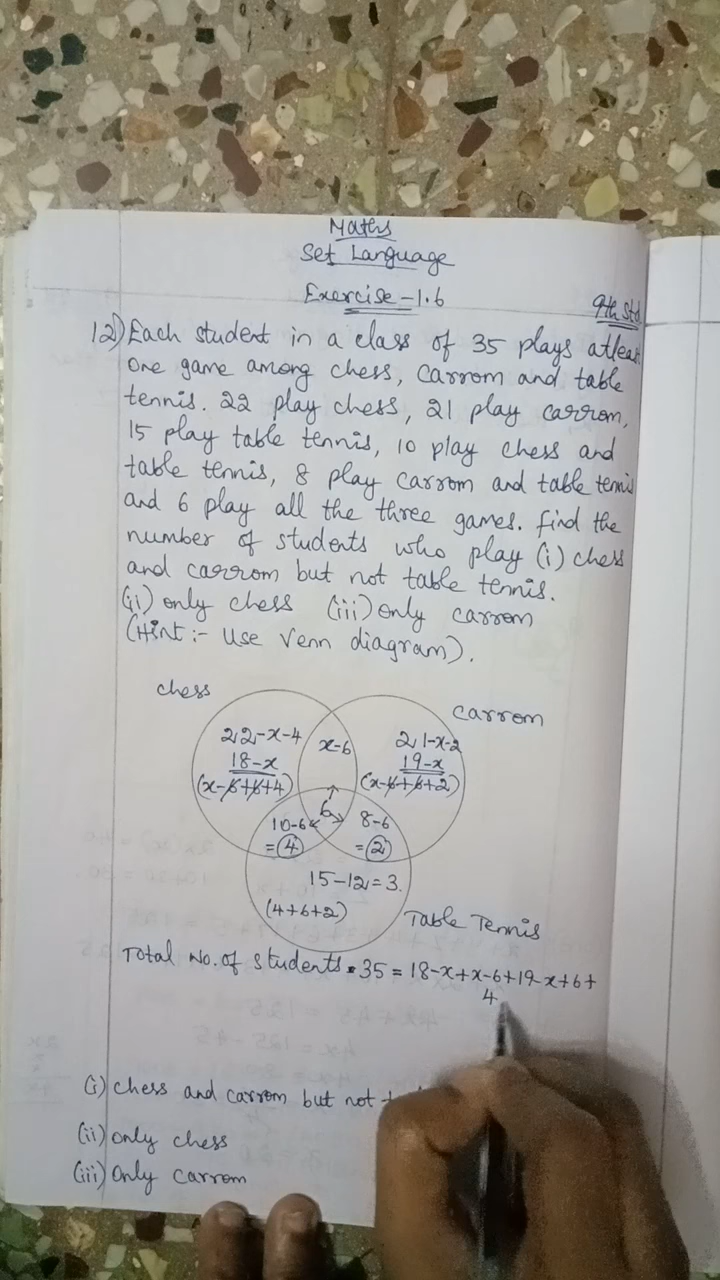 Maths
Set Language
Exercise-1.6
9th Std
12) Each student in a class of 35 plays atleast
one game among chess, carrom and table
tennis. 22 play chess, 21 play carrom,
15 play table tennis, 10 play chess and
table tennis, 8 play carrom and table tennis
and 6 play all the three games. find the
number of students who play (i) chess
and carrom but not table tennis.
(ii) only chess (iii) only carrom
(Hint:- Use Venn diagram).
chess
carrom
22-x-4
18-x
(x-6+6+4)
x-6
21-x-2
19-x
(x-6+6+2)
6
10-6
=4
8-6
=2
15-12=3.
(4+6+2)
Table Tennis
Total No. of students = 35 = 18-x+x-6+19-x+6+
4
(i) chess and carrom but not
(ii) only chess
(iii) Only carrom